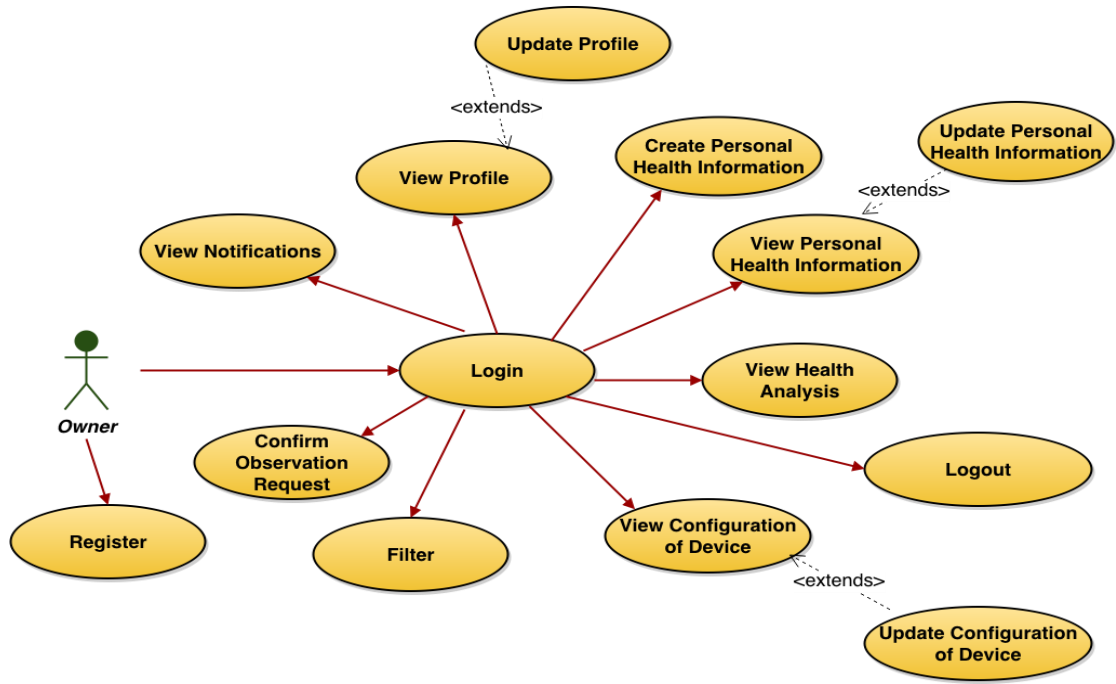 Update Profile
<extends>
View Profile
Create Personal
Health Information
Update Personal
Health Information
<extends>
View Personal
Health Information
View Notifications
Login
View Health
Analysis
Owner
Confirm
Observation
Request
Logout
Register
Filter
View Configuration
of Device
<extends>
Update Configuration
of Device